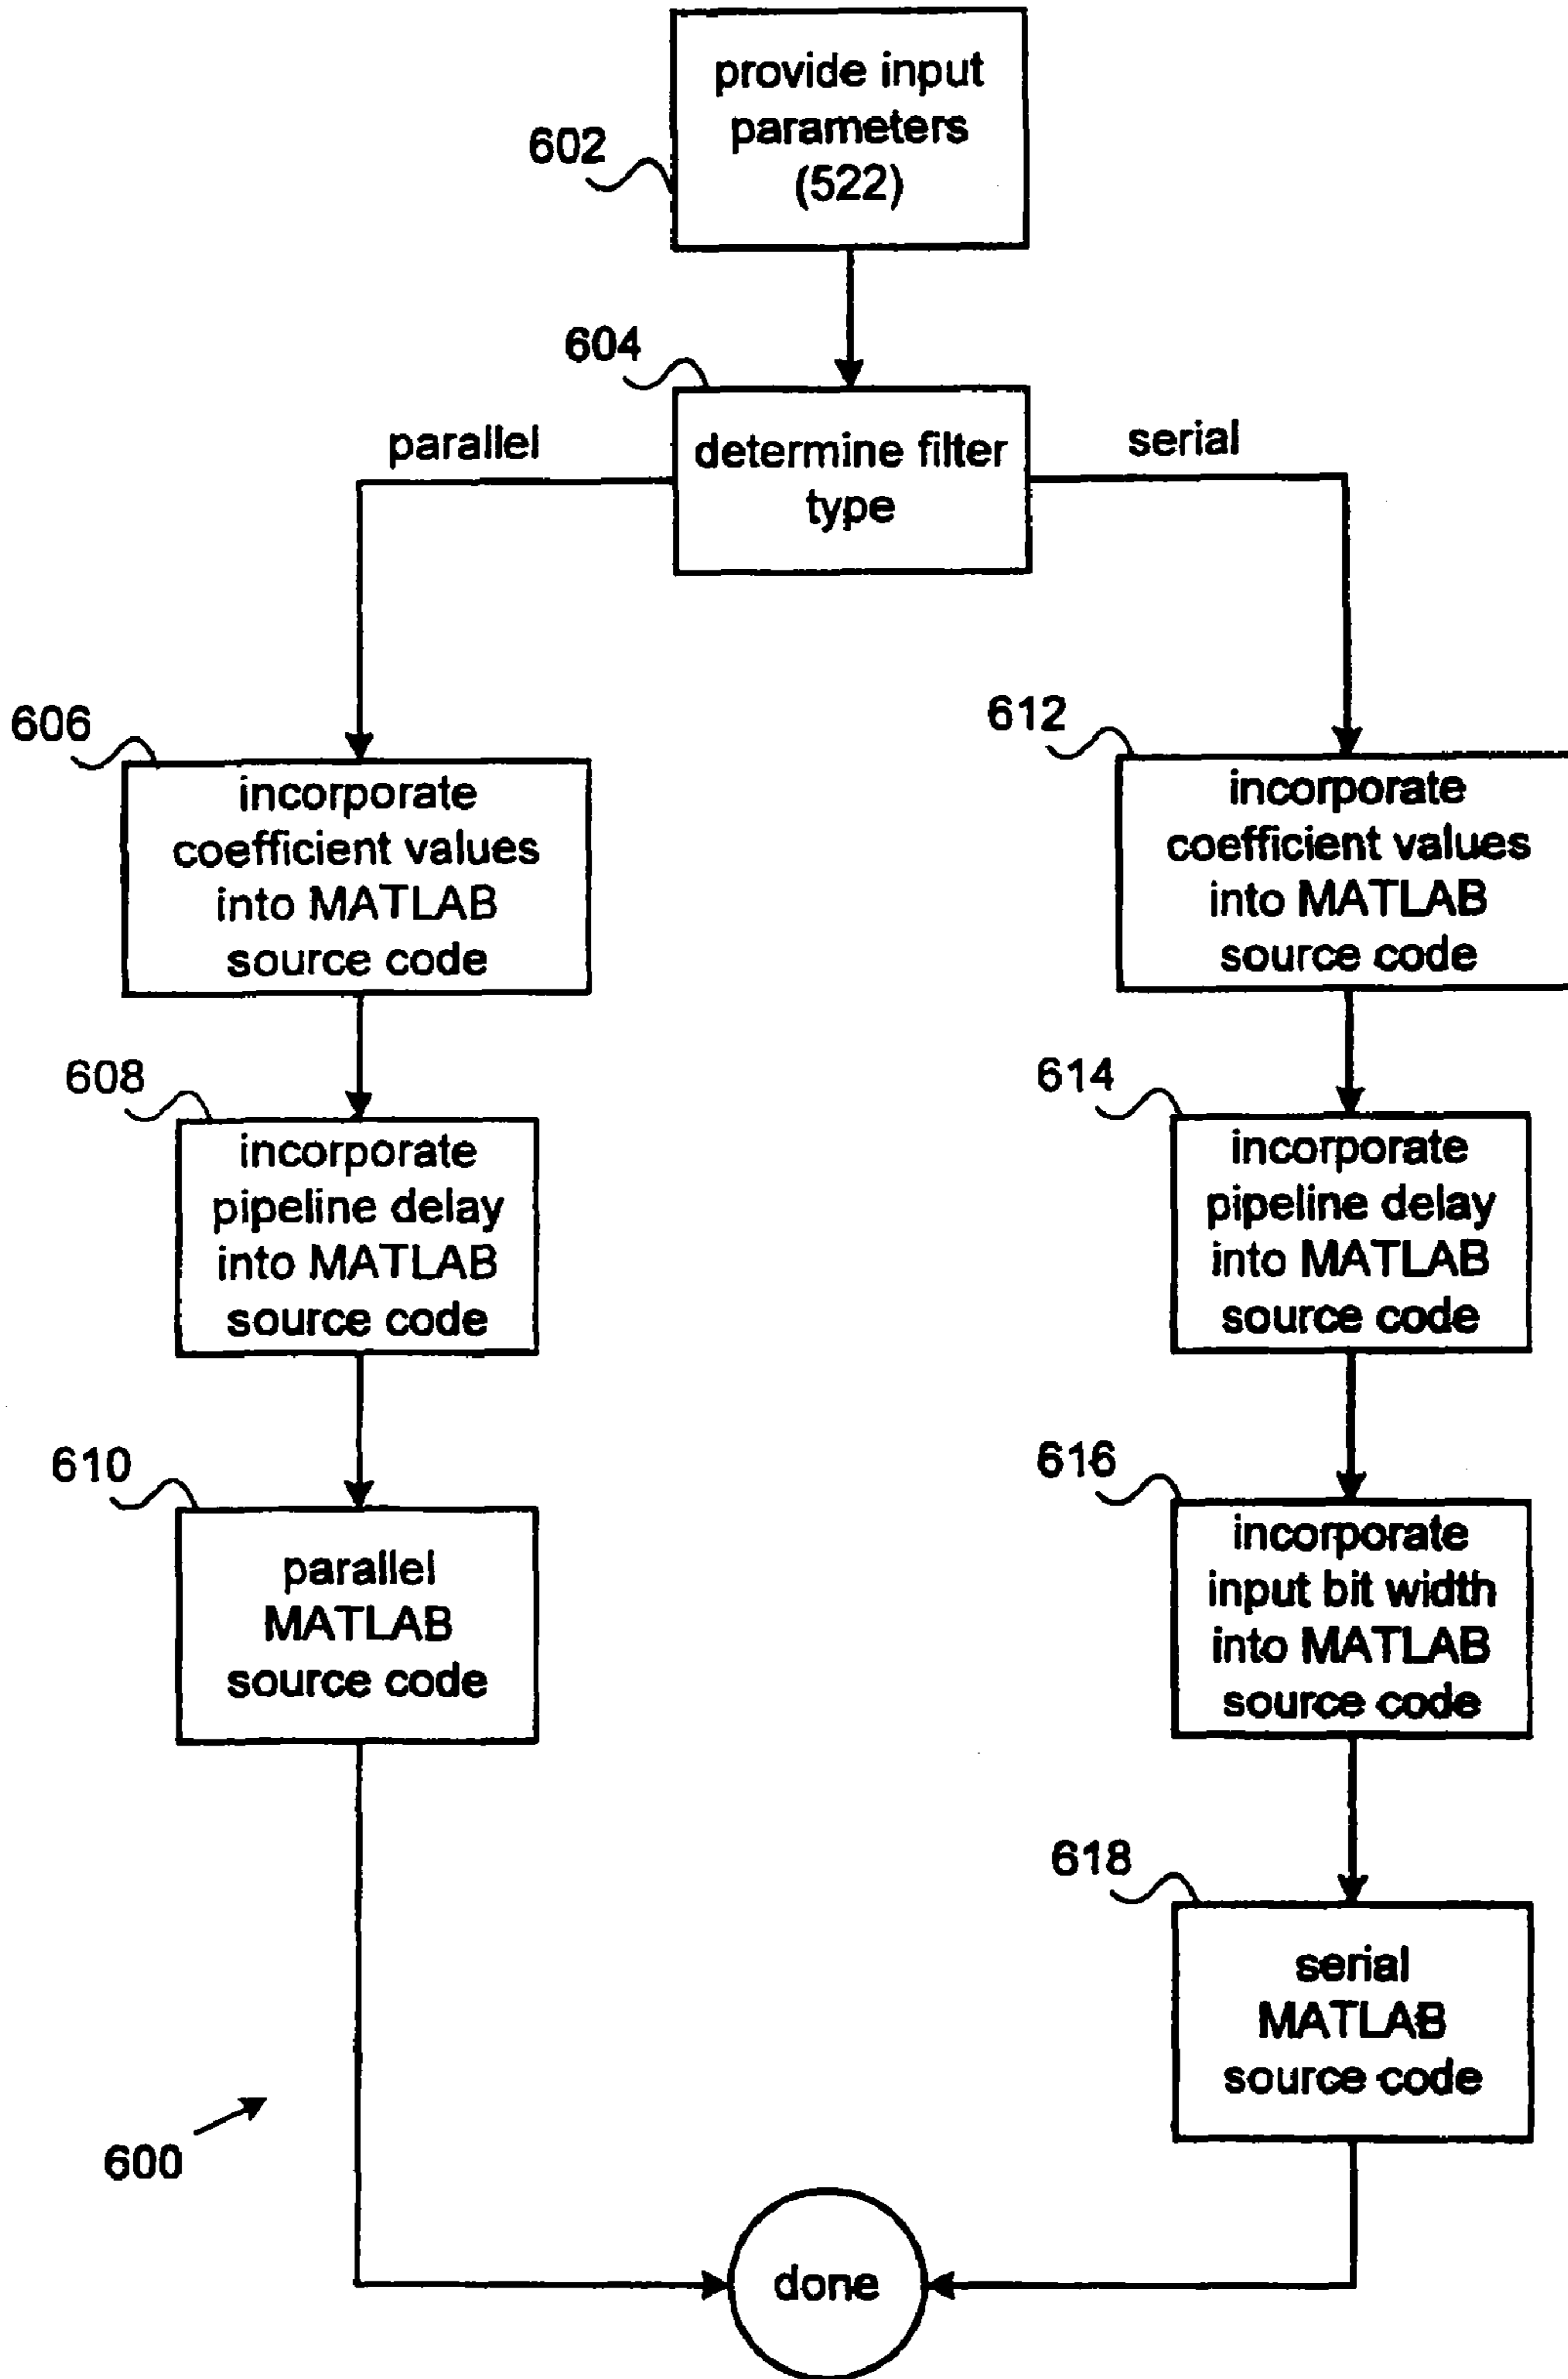 provide input
parameters
(522)
602
604
parallel
determine filter
type
serial
606
incorporate
coefficient values
into MATLAB
source code
612
incorporate
coefficient values
into MATLAB
source code
608
incorporate
pipeline delay
into MATLAB
source code
614
incorporate
pipeline delay
into MATLAB
source code
610
parallel
MATLAB
source code
616
incorporate
input bit width
into MATLAB
source code
618
serial
MATLAB
source code
600
done